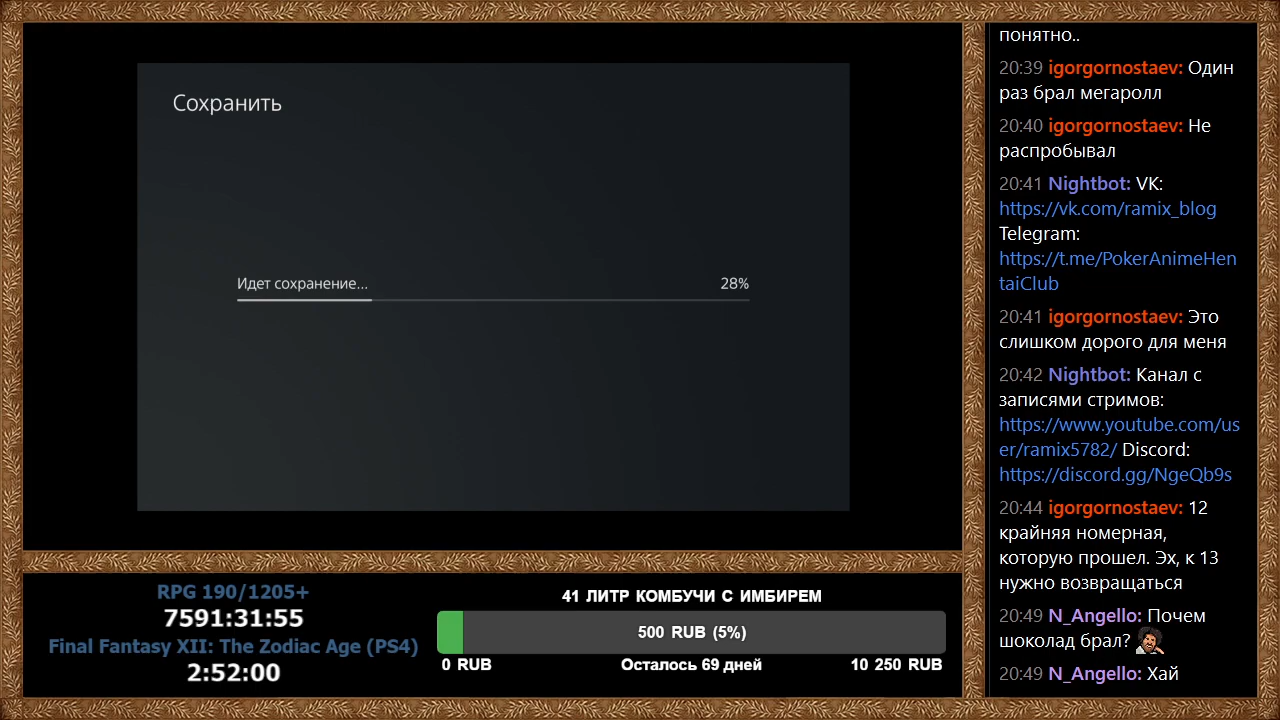 Сохранить
Идет сохранение...
28%
RPG 190/1205+
7591:31:55
Final Fantasy XII: The Zodiac Age (PS4)
2:52:00
41 ЛИТР КОМБУЧИ С ИМБИРЕМ
500 RUB (5%)
0 RUB
Осталось 69 дней
10 250 RUB
понятно..
20:39 igorgornostaev: Один
раз брал мегаролл
20:40 igorgornostaev: Не
распробывал
20:41 Nightbot: VK:
https://vk.com/ramix_blog
Telegram:
https://t.me/PokerAnimeHen
taiClub
20:41 igorgornostaev: Это
слишком дорого для меня
20:42 Nightbot: Канал с
записями стримов:
https://www.youtube.com/us
er/ramix5782/ Discord:
https://discord.gg/NgeQb9s
20:44 igorgornostaev: 12
крайняя номерная,
которую прошел. Эх, к 13
нужно возвращаться
20:49 N_Angello: Почем
шоколад брал?
20:49 N_Angello: Хай